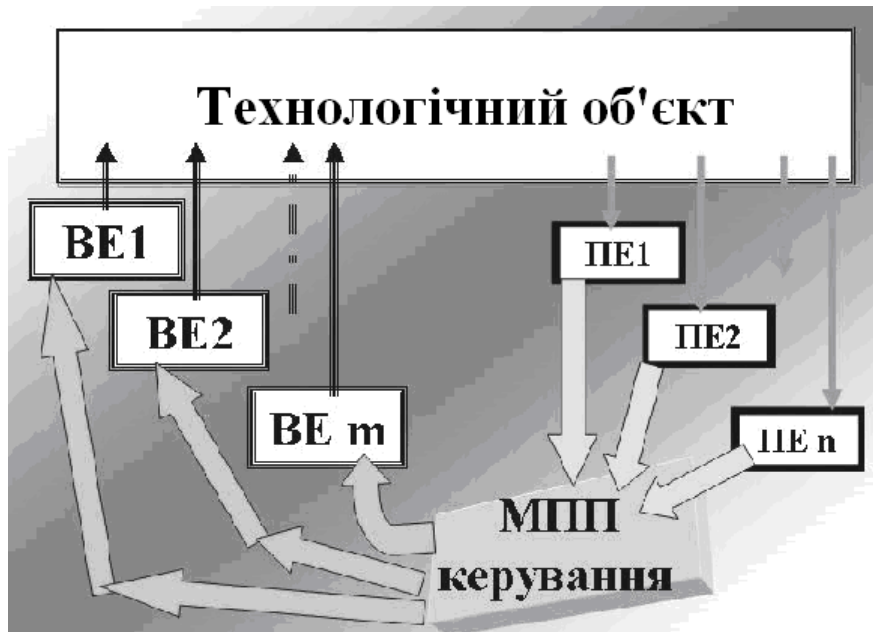 Технологічний об'єкт
ВЕ1
ПЕ1
ВЕ2
ПЕ2
ВЕ m
ПЕ n
МПП
керування